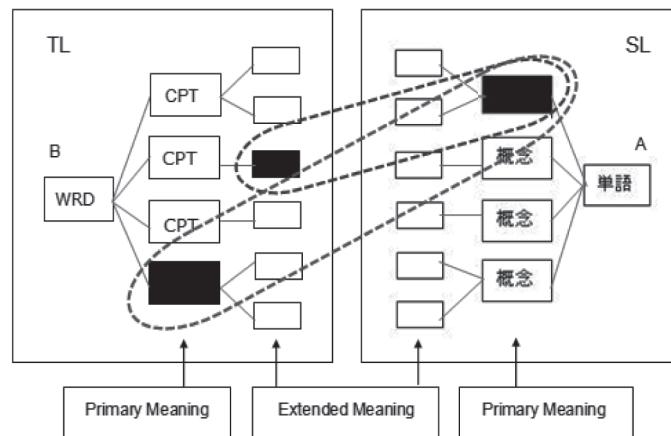 TL
SL
CPT
B
A
CPT
概念
WRD
単語
CPT
概念
概念
Primary Meaning
Extended Meaning
Primary Meaning